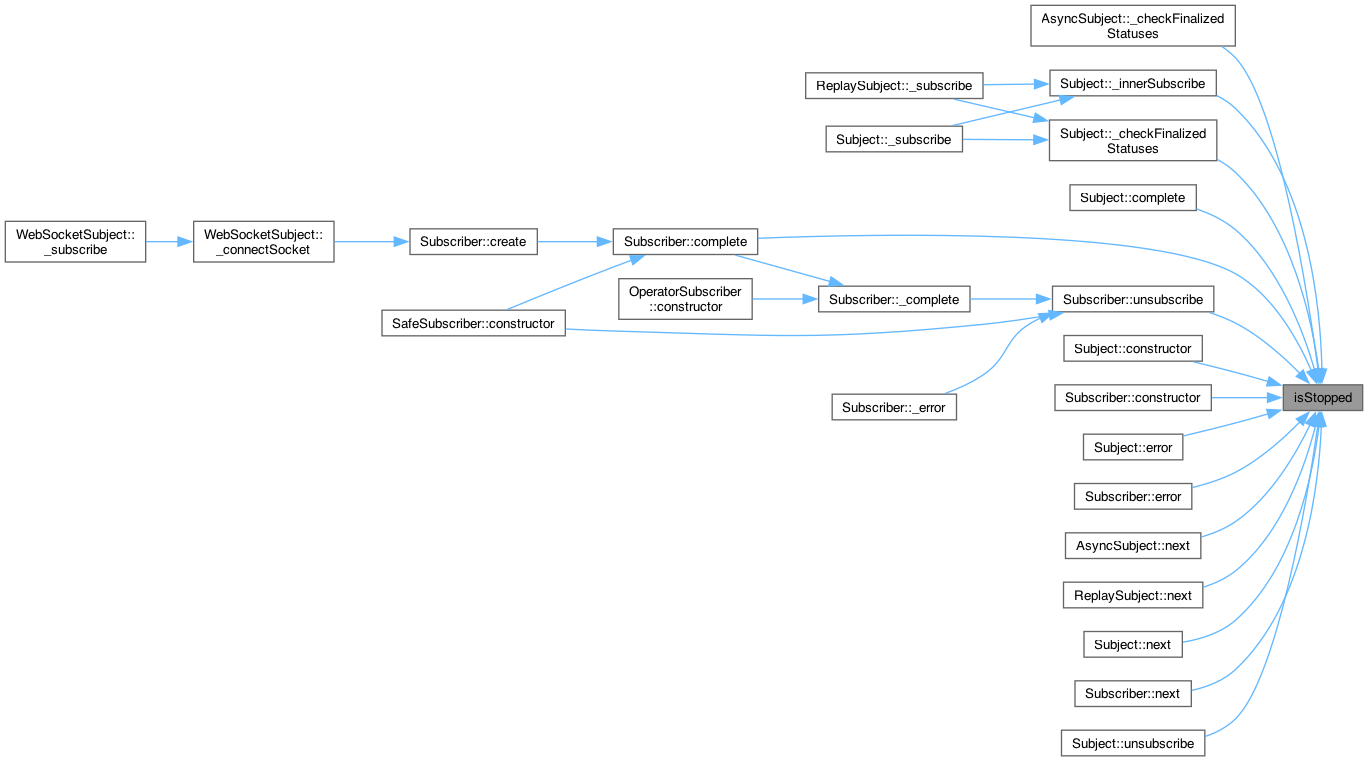 AsyncSubject::_checkFinalized
Statuses
ReplaySubject::_subscribe
Subject::_innerSubscribe
Subject::_subscribe
Subject::_checkFinalized
Statuses
Subject::complete
WebSocketSubject::
_subscribe
WebSocketSubject::
_connectSocket
Subscriber::create
Subscriber::complete
OperatorSubscriber
::constructor
Subscriber::_complete
Subscriber::unsubscribe
SafeSubscriber::constructor
Subject::constructor
Subscriber::_error
Subscriber::constructor
isStopped
Subject::error
Subscriber::error
AsyncSubject::next
ReplaySubject::next
Subject::next
Subscriber::next
Subject::unsubscribe